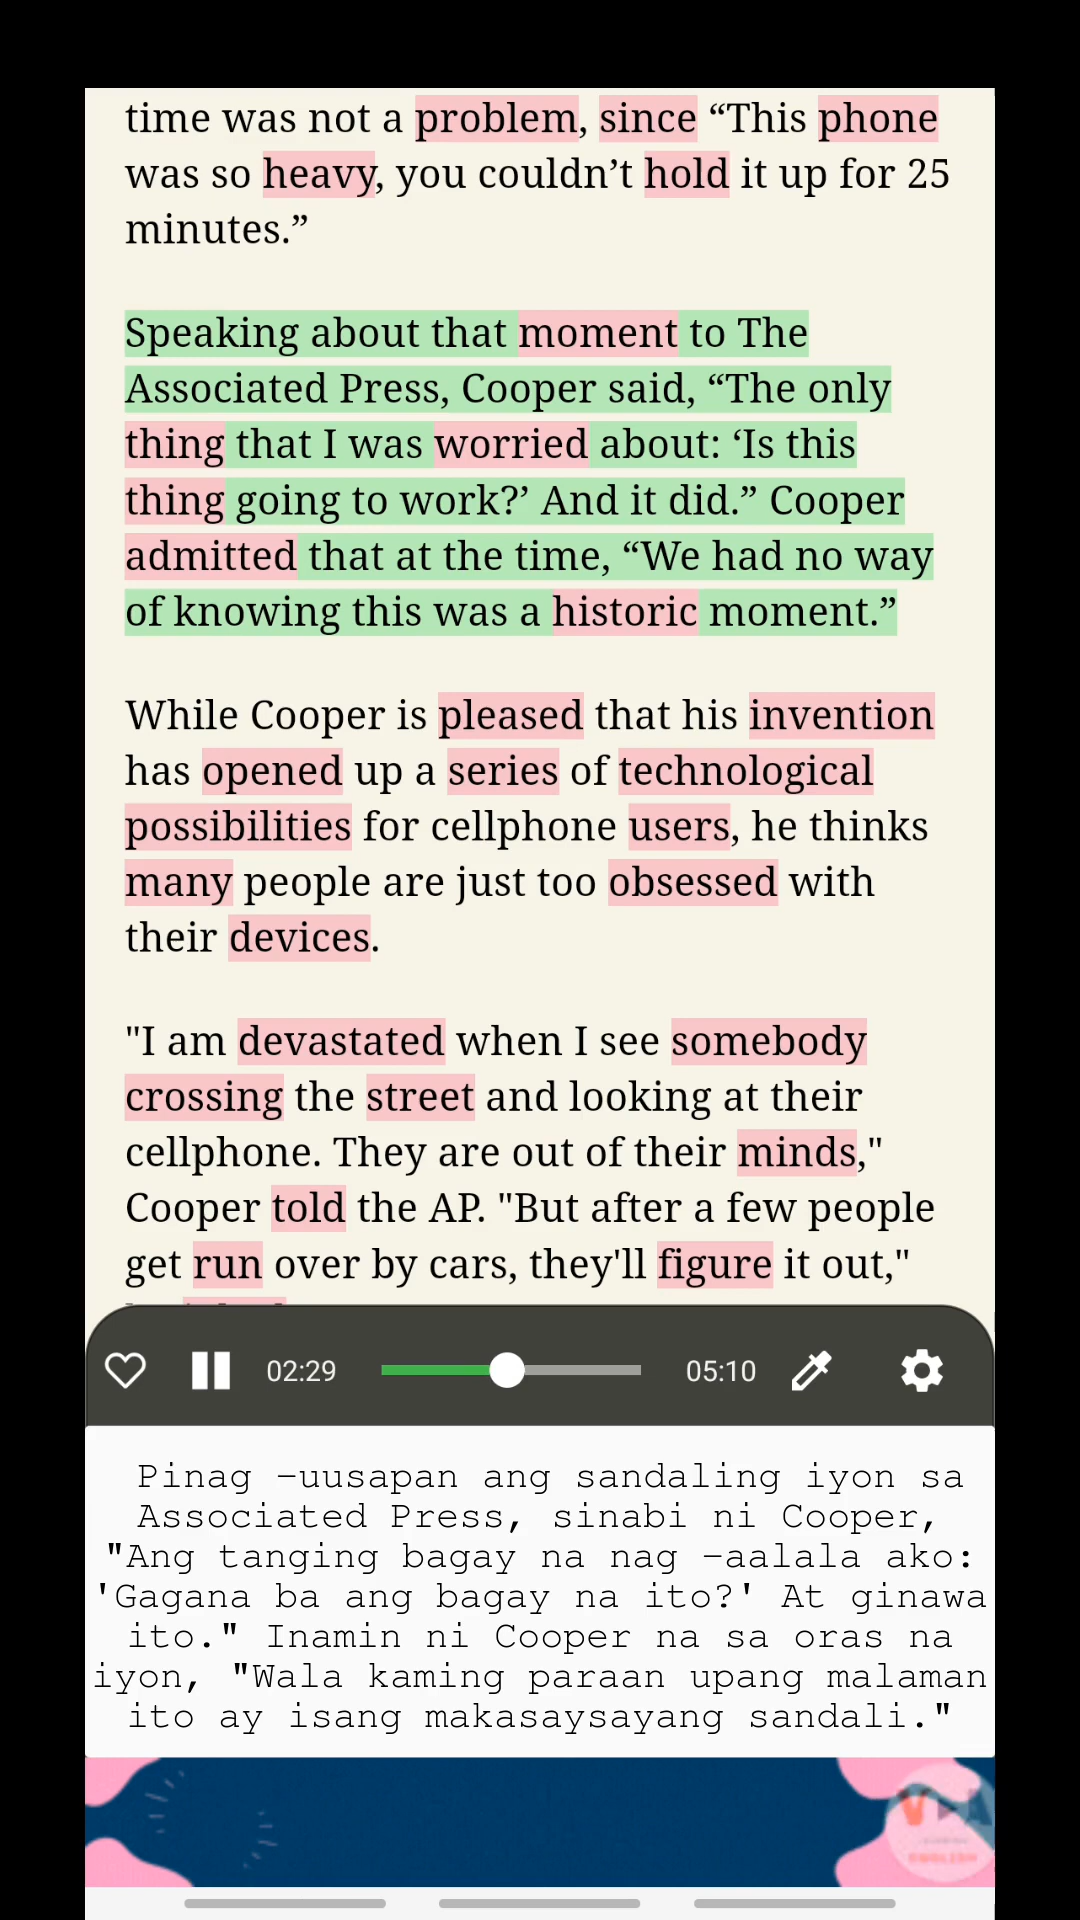 time was not a problem, since “This phone
was so heavy, you couldn’t hold it up for 25
minutes.”
Speaking about that moment to The
Associated Press, Cooper said, “The only
thing that I was worried about: ‘Is this
thing going to work?’ And it did.” Cooper
admitted that at the time, “We had no way
of knowing this was a historic moment.”
While Cooper is pleased that his invention
has opened up a series of technological
possibilities for cellphone users, he thinks
many people are just too obsessed with
their devices.
"I am devastated when I see somebody
crossing the street and looking at their
cellphone. They are out of their minds,"
Cooper told the AP. "But after a few people
get run over by cars, they'll figure it out,"
02:29
05:10
Pinag -uusapan ang sandaling iyon sa
Associated Press, sinabi ni Cooper,
"Ang tanging bagay na nag -aalala ako:
'Gagana ba ang bagay na ito?' At ginawa
ito." Inamin ni Cooper na sa oras na
iyon, "Wala kaming paraan upang malaman
ito ay isang makasaysayang sandali."
VOA
ENGLISH